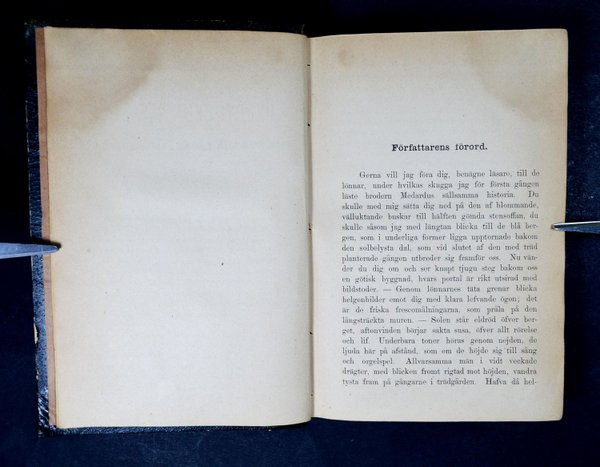 Författarens förord.
Gerna vill jag föra dig, benägne läsare, till de
lönnar, under hvilkas skugga jag för första gången
läste brodern Medardus sällsamma historia. Du
skulle med mig sätta dig ned på den af blommande,
välluktande buskar till hälften gömda stensoffan, du
skulle såsom jag med längtan blicka till de blå ber-
gen, som i underliga former ligga upptornade bakom
den solbelysta dal, som vid slutet af den med träd
planterade gången utbreder sig framför oss. Nu vän-
der du dig om och ser knapt tjugu steg bakom oss
en götisk byggnad, hvars portal är rikt utsirad med
bildstoder. — Genom lönnarnes täta grenar blicka
helgonbilder emot dig med klara lefvande ögon; det
är de friska frescomålningarna, som pråla på den
långsträckta muren. — Solen står eldröd öfver ber-
get, aftonvinden börjar sakta susa, öfver allt rörelse
och lif. Underbara toner höras genom nejden, de
ljuda här på afstånd, som om de höjde sig till sång
och orgelspel. Allvarsamma män i vidt veckade
drägter, med blicken fromt rigtad mot höjden, vandra
tysta fram på gångarne i trädgården. Hafva då hel-